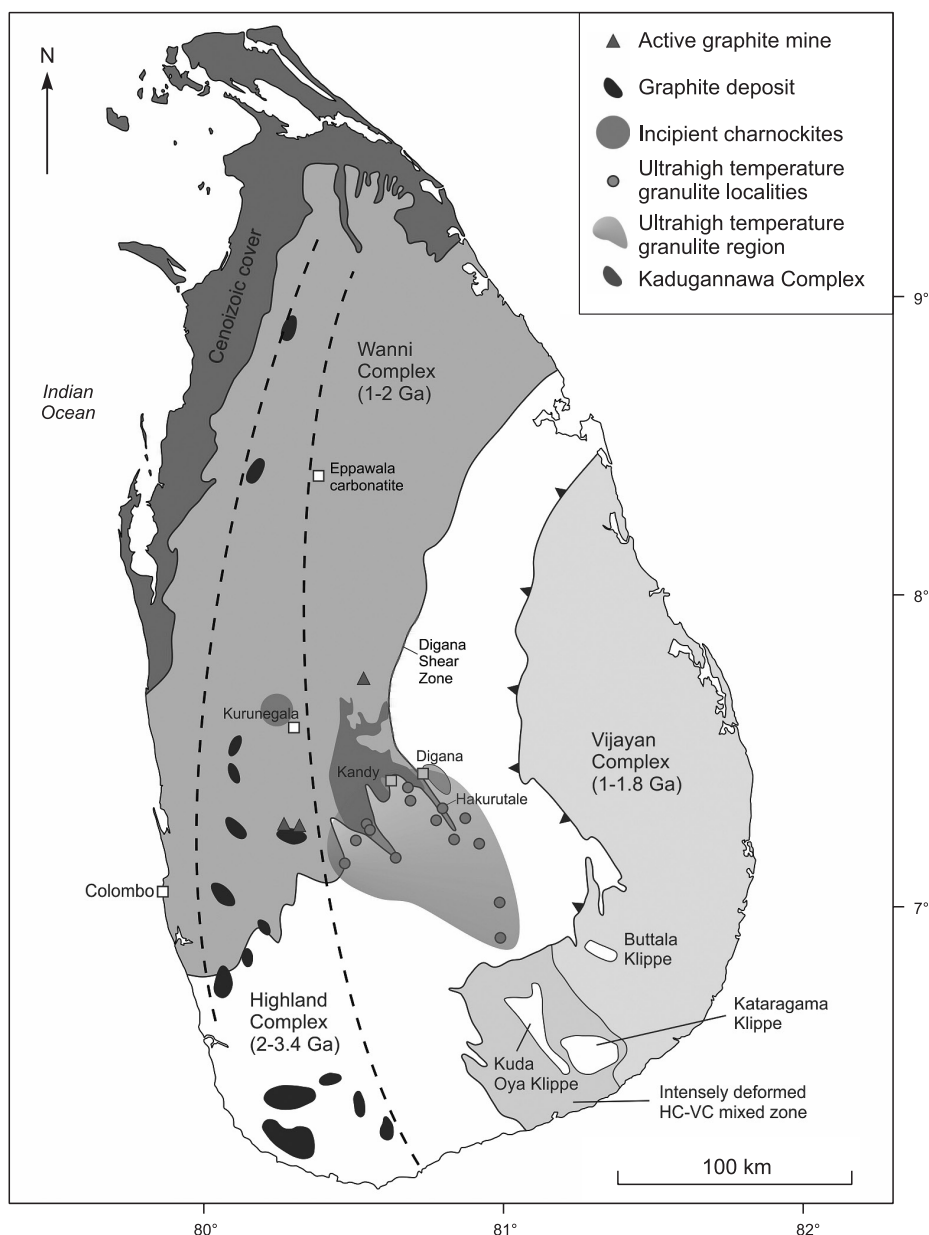 N
Active graphite mine
Graphite deposit
Incipient charnockites
Ultrahigh temperature
granulite localities
Ultrahigh temperature
granulite region
Kadugannawa Complex
Cenoizoic cover
9°
Wanni
Complex
(1-2 Ga)
Indian
Ocean
Eppawala
carbonatite
8°
Digana
Shear
Zone
Kurunegala
Vijayan
Complex
(1-1.8 Ga)
Digana
Kandy
Hakurutale
Colombo
7°
Buttala
Klippe
Highland
Complex
(2-3.4 Ga)
Kataragama
Klippe
Kuda
Oya Klippe
Intensely deformed
HC-VC mixed zone
100 km
80°
81°
82°